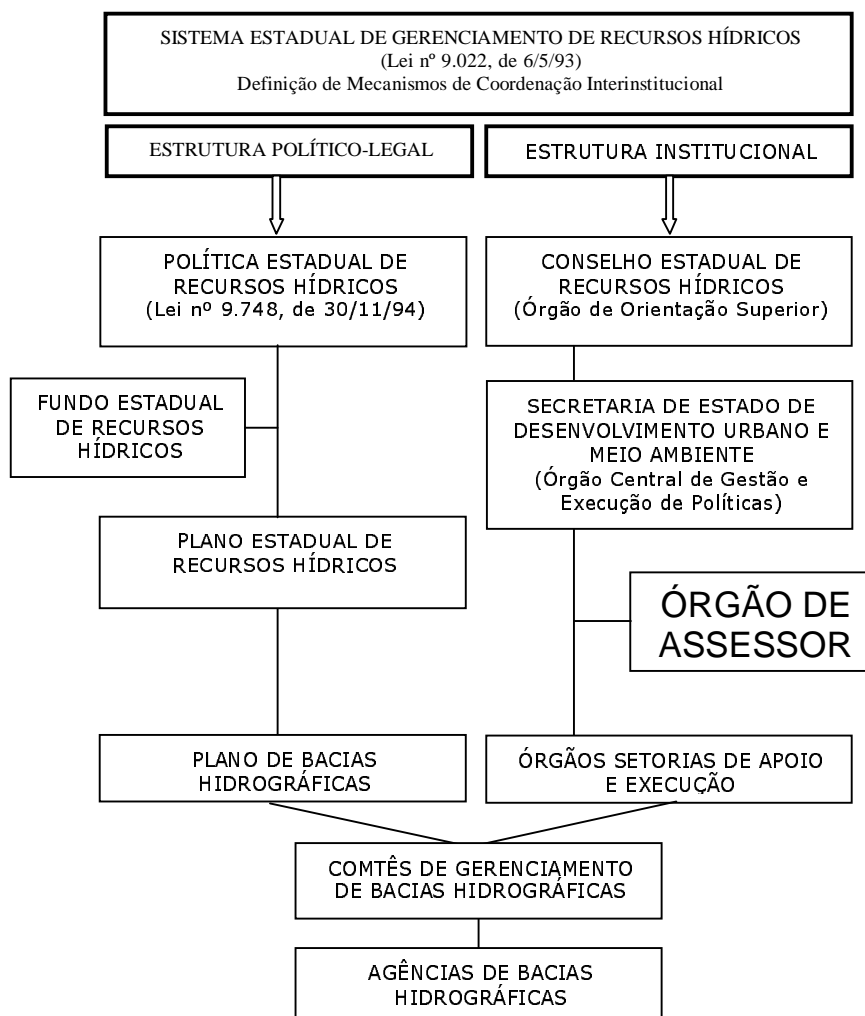 SISTEMA ESTADUAL DE GERENCIAMENTO DE RECURSOS HÍDRICOS
(Lei nº 9.022, de 6/5/93)
Definição de Mecanismos de Coordenação Interinstitucional
ESTRUTURA POLÍTICO-LEGAL
ESTRUTURA INSTITUCIONAL
POLÍTICA ESTADUAL DE
RECURSOS HÍDRICOS
(Lei nº 9.748, de 30/11/94)
CONSELHO ESTADUAL DE
RECURSOS HÍDRICOS
(Órgão de Orientação Superior)
FUNDO ESTADUAL
DE RECURSOS
HÍDRICOS
SECRETARIA DE ESTADO DE
DESENVOLVIMENTO URBANO E
MEIO AMBIENTE
(Órgão Central de Gestão e
Execução de Políticas)
PLANO ESTADUAL DE
RECURSOS HÍDRICOS
ÓRGÃO DE
ASSESSOR
PLANO DE BACIAS
HIDROGRÁFICAS
ÓRGÃOS SETORIAS DE APOIO
E EXECUÇÃO
COMTÊS DE GERENCIAMENTO
DE BACIAS HIDROGRÁFICAS
AGÊNCIAS DE BACIAS
HIDROGRÁFICAS